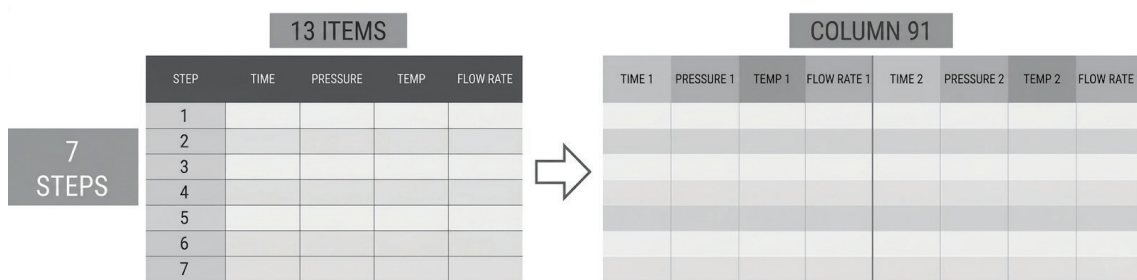 13 ITEMS
COLUMN 91
STEP TIME PRESSURE TEMP FLOW RATE
TIME 1 PRESSURE 1 TEMP 1 FLOW RATE 1 TIME 2 PRESSURE 2 TEMP 2 FLOW RATE
7
STEPS
1
2
3
4
5
6
7